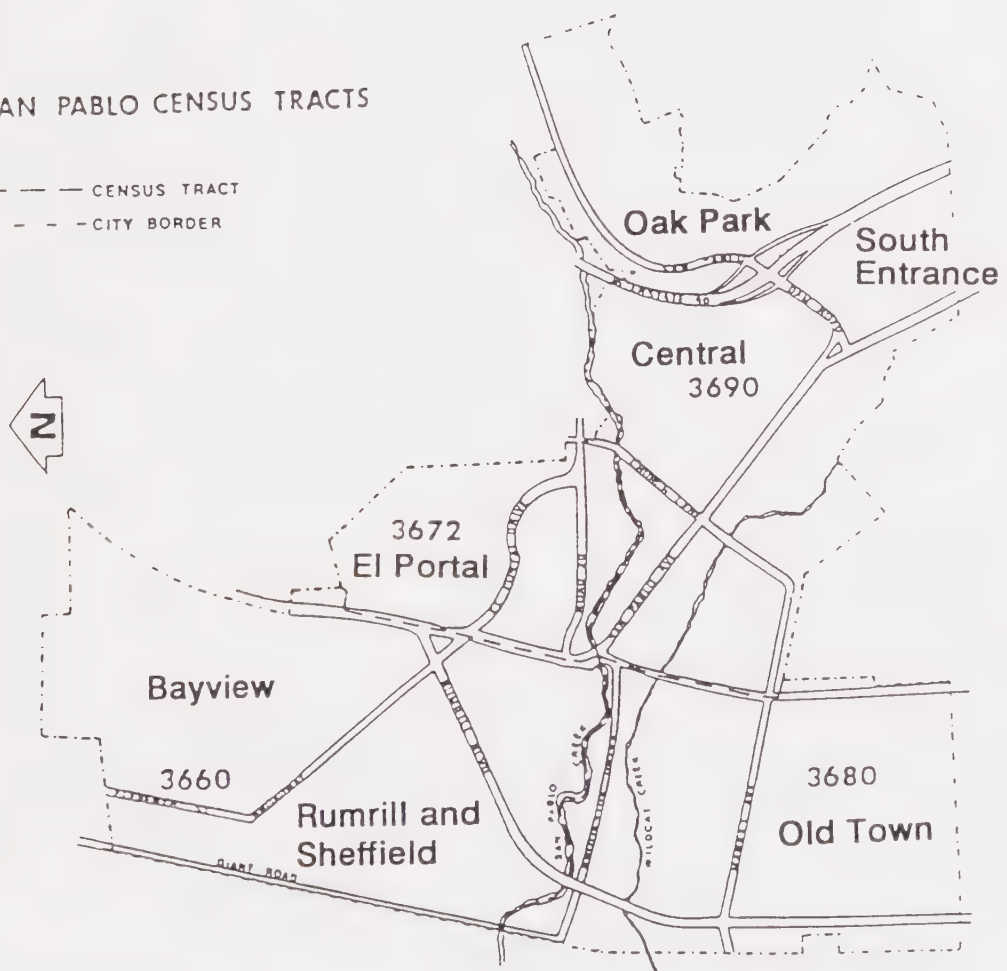 AN PABLO CENSUS TRACTS
CENSUS TRACT
CITY BORDER
Oak Park
South
Entrance
Central
3690
N
3672
El Portal
Bayview
3660
Rumrill and
Sheffield
GIANT ROAD
SAN PABLO CREEK
WILDCAT CREEK
3680
Old Town